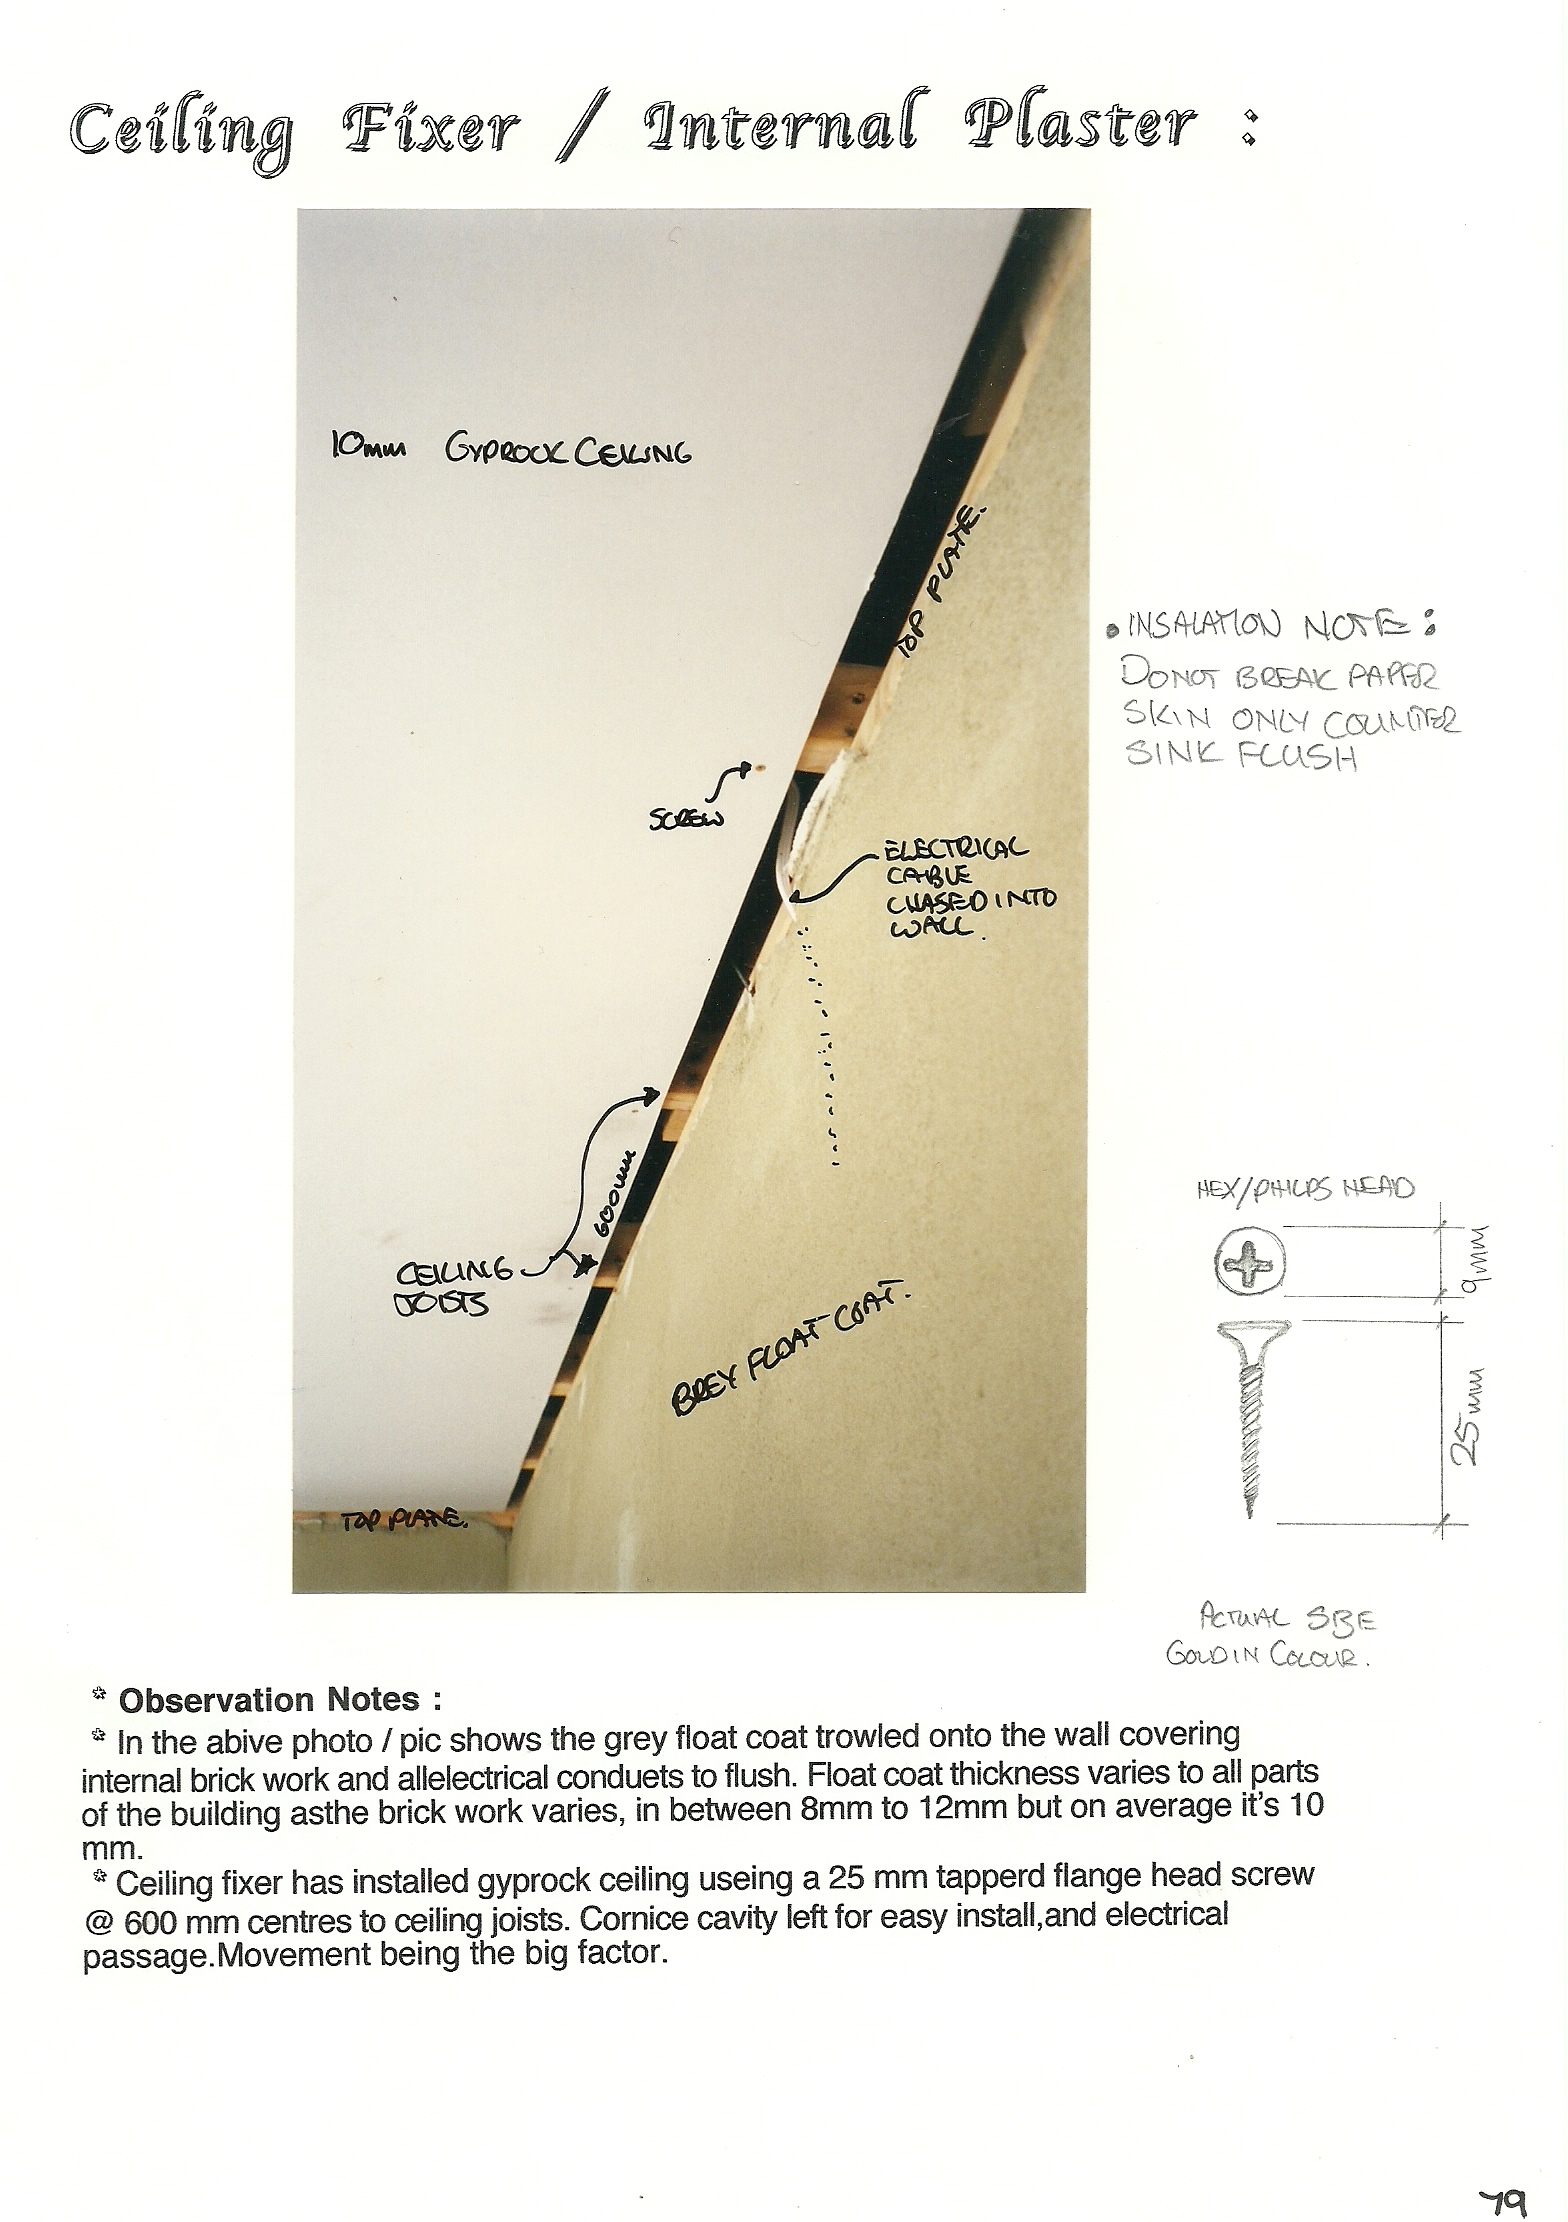 Ceiling Fixer / Internal Plaster :
10mm GYPROCK CEILING
TOP PLATE.
• INSALATION NOTE :
DO NOT BREAK PAPER
SKIN ONLY COUNTER
SINK FLUSH
SCREW
ELECTRICAL
CABLE
CHASED INTO
WALL.
600mm
CEILING
JOISTS
GREY FLOAT COAT.
TOP PLATE.
HEX/PHILIPS HEAD
9mm
25mm
ACTUAL SIZE
GOLD IN COLOUR.
* Observation Notes :
* In the abive photo / pic shows the grey float coat trowled onto the wall covering
internal brick work and allelectrical conduets to flush. Float coat thickness varies to all parts
of the building asthe brick work varies, in between 8mm to 12mm but on average it's 10
mm.
* Ceiling fixer has installed gyprock ceiling useing a 25 mm tapperd flange head screw
@ 600 mm centres to ceiling joists. Cornice cavity left for easy install,and electrical
passage.Movement being the big factor.
79